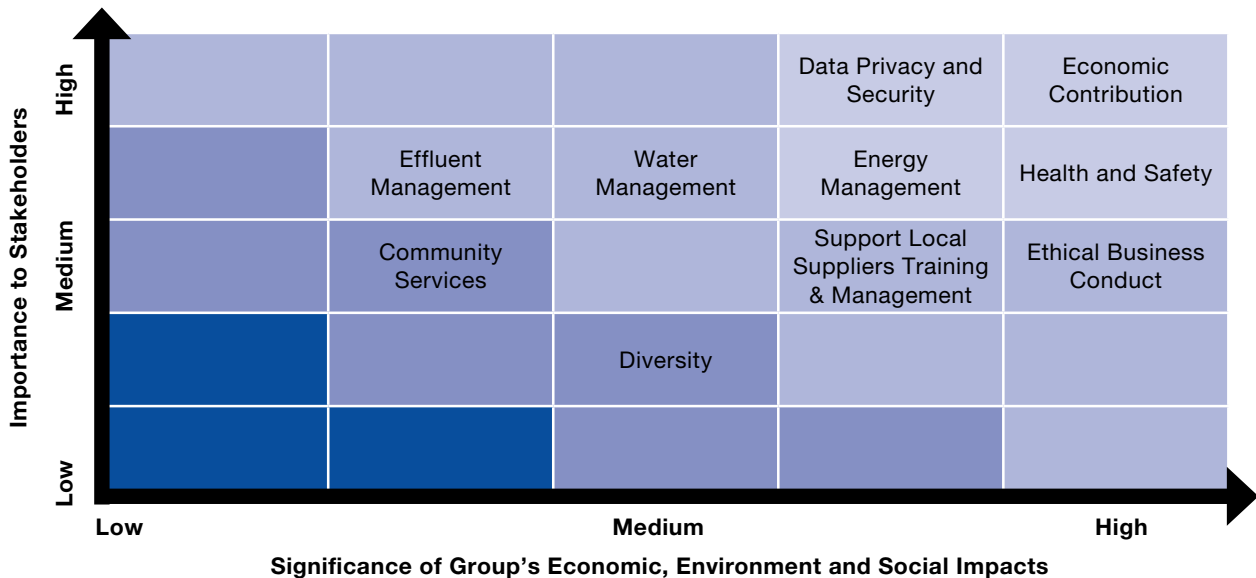 Importance to Stakeholders
High
Medium
Low
Data Privacy and
Security
Economic
Contribution
Effluent
Management
Water
Management
Energy
Management
Health and Safety
Community
Services
Support Local
Suppliers Training
& Management
Ethical Business
Conduct
Diversity
Low
Medium
High
Significance of Group's Economic, Environment and Social Impacts